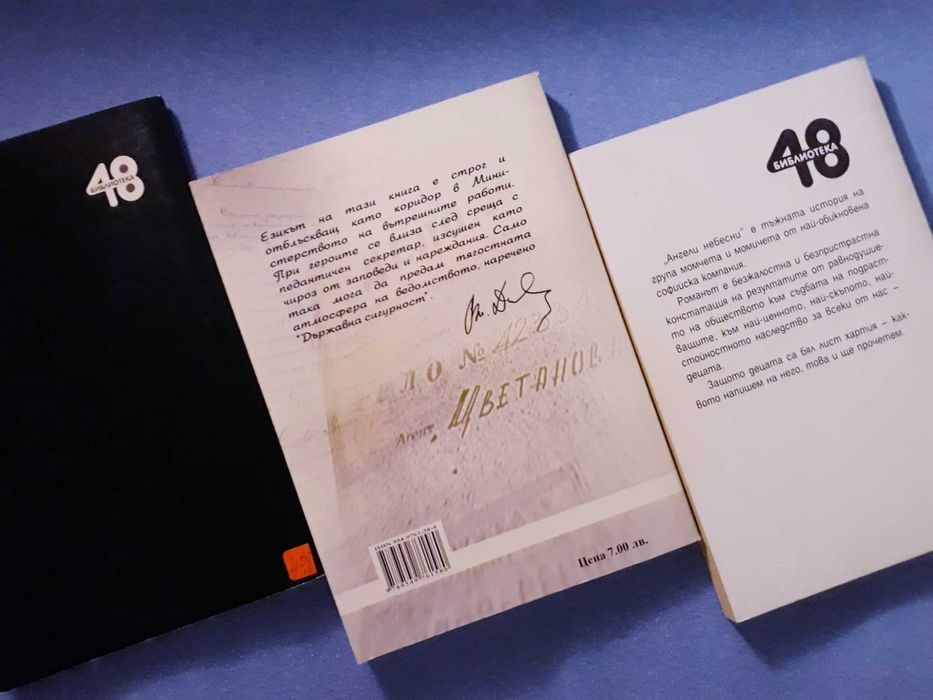 48
БИБЛИОТЕКА
Езикът на тази книга е строг и
отблъскващ като коридор в Мини-
стерството на вътрешните работи.
При героите се влиза след среща с
педантичен секретар, изсушен като
чироз от заповеди и нареждания. Само
така мога да предам тягостната
атмосфера на ведомството, наречено
"Държавна сигурност".
ДЕЛО №
Агент
ЦВЕТАНОВ
Цена 7.00 лв.
48
БИБЛИОТЕКА
„Ангели небесни" е тъжната история на
група момчета и момичета от най-обикновена
софийска компания.
Романът е безжалостна и безпристрастна
констатация на резултатите от равнодушие-
то на обществото към съдбата на подраст-
ващите, към най-ценното, най-скъпото, най-
стойностното наследство за всеки от нас –
децата.
Защото децата са бял лист хартия – как-
вото напишем на него, това и ще прочетем.